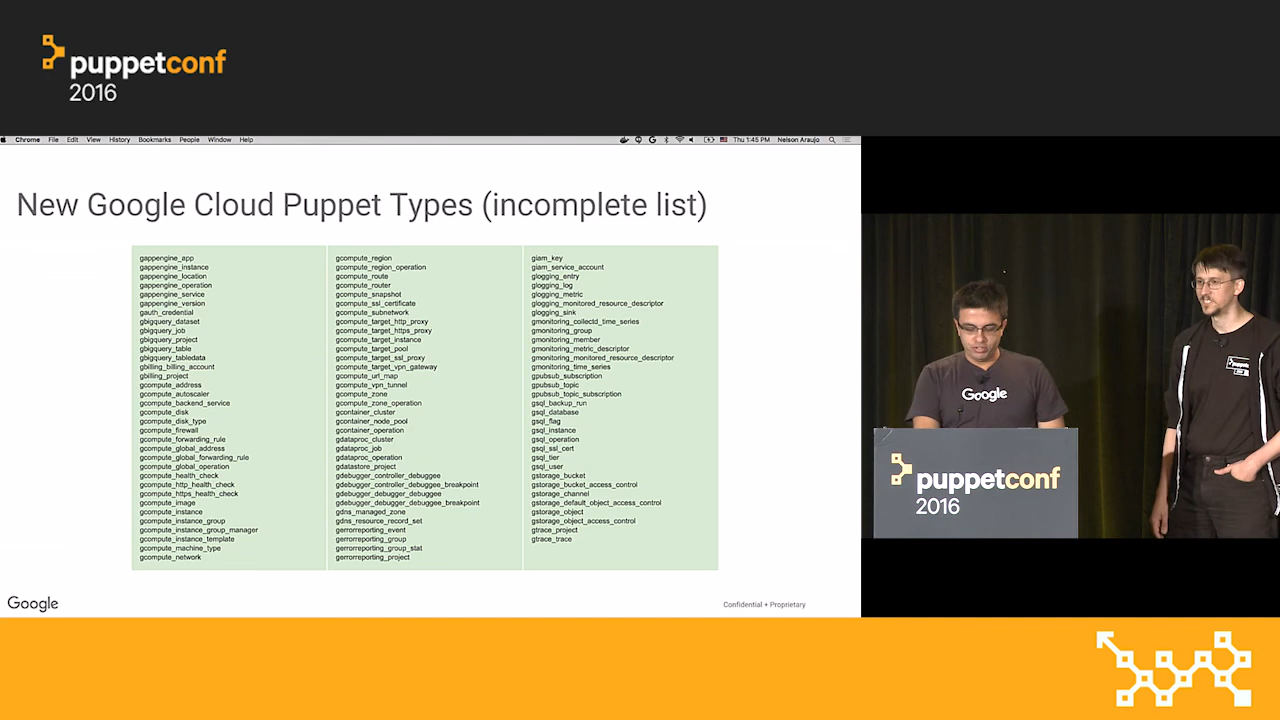 puppetconf
2016
Chrome File Edit View History Bookmarks People Window Help
Thu 1:45 PM Nelson Araujo
New Google Cloud Puppet Types (incomplete list)
gappengine_app
gappengine_instance
gappengine_location
gappengine_operation
gappengine_service
gappengine_version
gauth_credential
gbigquery_dataset
gbigquery_job
gbigquery_project
gbigquery_table
gbigquery_tabledata
gbilling_billing_account
gbilling_project
gcompute_address
gcompute_autoscaler
gcompute_backend_service
gcompute_disk
gcompute_disk_type
gcompute_firewall
gcompute_forwarding_rule
gcompute_global_address
gcompute_global_forwarding_rule
gcompute_global_operation
gcompute_health_check
gcompute_http_health_check
gcompute_https_health_check
gcompute_image
gcompute_instance
gcompute_instance_group
gcompute_instance_group_manager
gcompute_instance_template
gcompute_machine_type
gcompute_network
gcompute_region
gcompute_region_operation
gcompute_route
gcompute_router
gcompute_snapshot
gcompute_ssl_certificate
gcompute_subnetwork
gcompute_target_http_proxy
gcompute_target_https_proxy
gcompute_target_instance
gcompute_target_pool
gcompute_target_ssl_proxy
gcompute_target_vpn_gateway
gcompute_url_map
gcompute_vpn_tunnel
gcompute_zone
gcompute_zone_operation
gcontainer_cluster
gcontainer_node_pool
gcontainer_operation
gdataproc_cluster
gdataproc_job
gdataproc_operation
gdatastore_project
gdebugger_controller_debuggee
gdebugger_controller_debuggee_breakpoint
gdebugger_debugger_debuggee
gdebugger_debugger_debuggee_breakpoint
gdns_managed_zone
gdns_resource_record_set
gerrorreporting_event
gerrorreporting_group
gerrorreporting_group_stat
gerrorreporting_project
giam_key
giam_service_account
glogging_entry
glogging_log
glogging_metric
glogging_monitored_resource_descriptor
glogging_sink
gmonitoring_collectd_time_series
gmonitoring_group
gmonitoring_member
gmonitoring_metric_descriptor
gmonitoring_monitored_resource_descriptor
gmonitoring_time_series
gpubsub_subscription
gpubsub_topic
gpubsub_topic_subscription
gsql_backup_run
gsql_database
gsql_flag
gsql_instance
gsql_operation
gsql_ssl_cert
gsql_tier
gsql_user
gstorage_bucket
gstorage_bucket_access_control
gstorage_channel
gstorage_default_object_access_control
gstorage_object
gstorage_object_access_control
gtrace_project
gtrace_trace
Google
Confidential + Proprietary
Google
puppetconf
2016